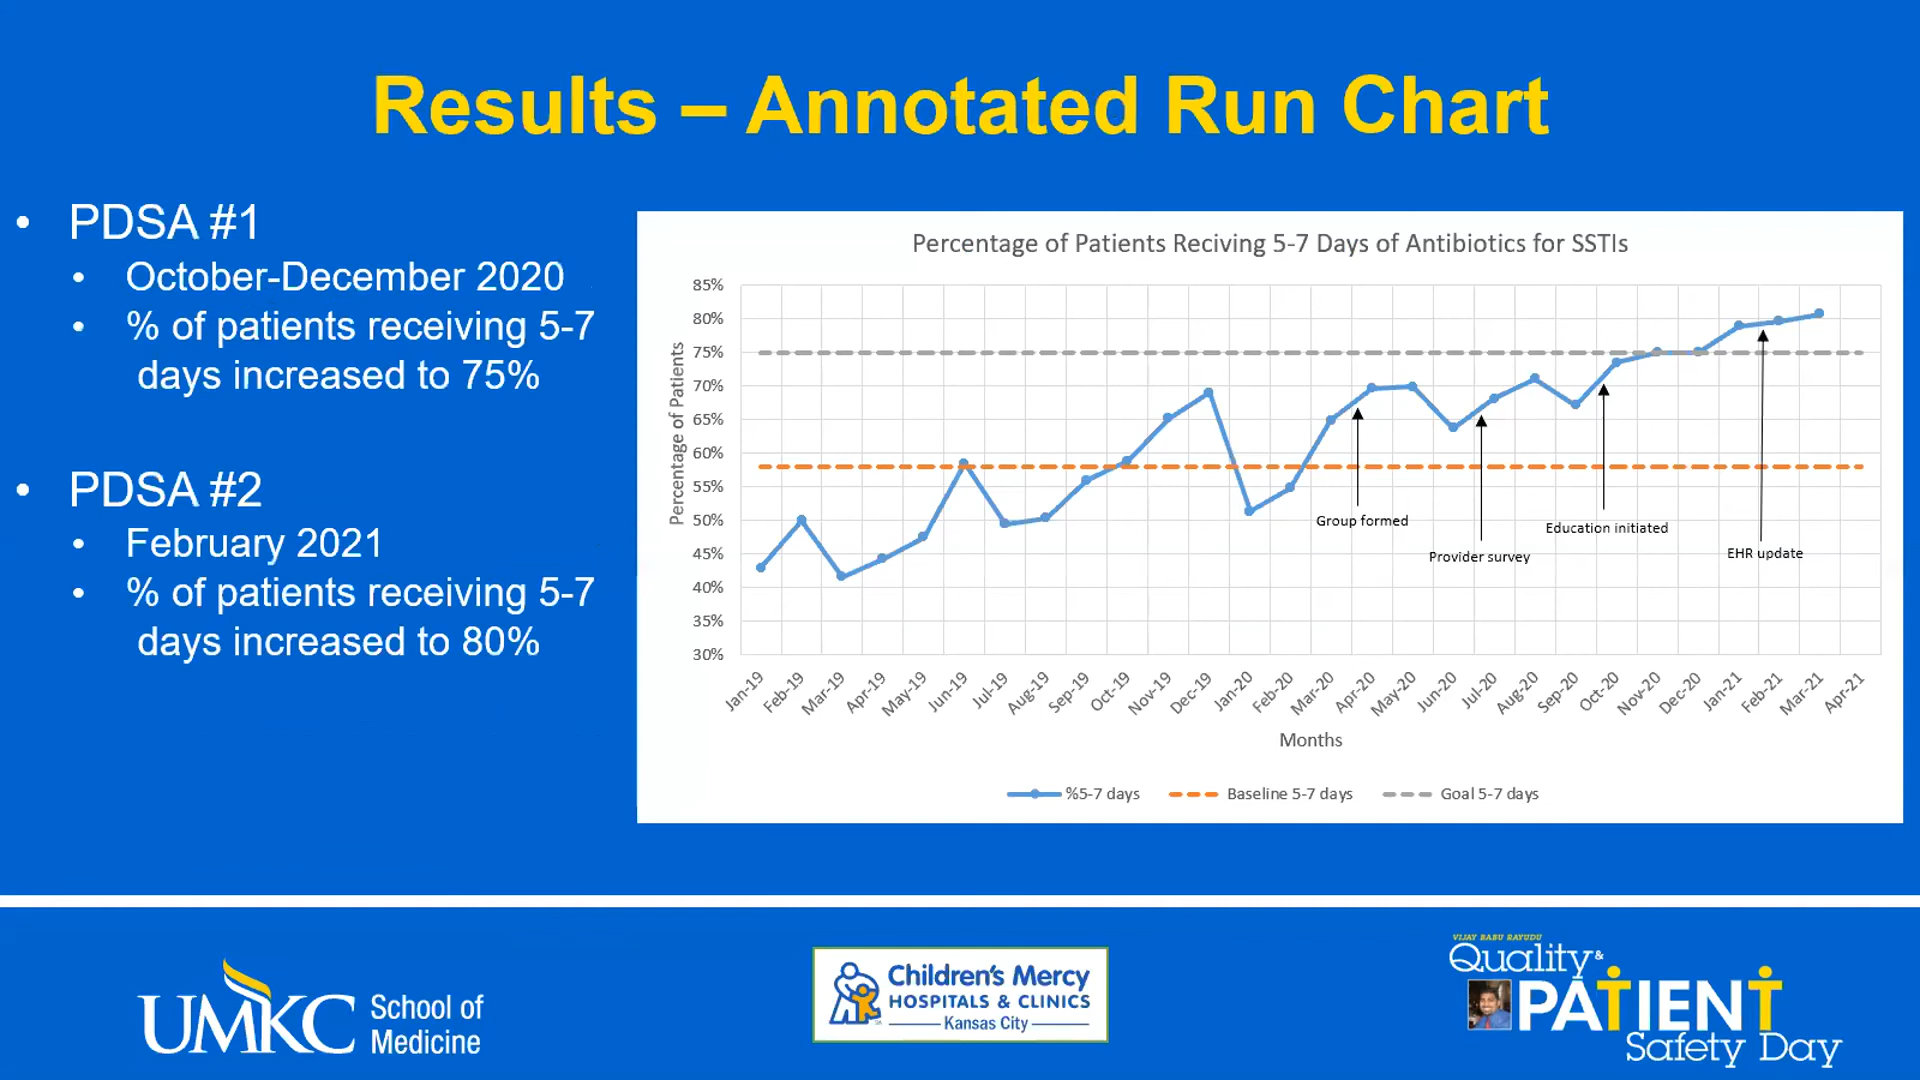 Results – Annotated Run Chart
• PDSA #1
• October-December 2020
• % of patients receiving 5-7
days increased to 75%
• PDSA #2
• February 2021
• % of patients receiving 5-7
days increased to 80%
Percentage of Patients Reciving 5-7 Days of Antibiotics for SSTIs
Percentage of Patients
85%
80%
75%
70%
65%
60%
55%
50%
45%
40%
35%
30%
Group formed
Provider survey
Education initiated
EHR update
Jan-19 Feb-19 Mar-19 Apr-19 May-19 Jun-19 Jul-19 Aug-19 Sep-19 Oct-19 Nov-19 Dec-19 Jan-20 Feb-20 Mar-20 Apr-20 May-20 Jun-20 Jul-20 Aug-20 Sep-20 Oct-20 Nov-20 Dec-20 Jan-21 Feb-21 Mar-21 Apr-21
Months
%5-7 days Baseline 5-7 days Goal 5-7 days
UMKC School of
Medicine
Children's Mercy
HOSPITALS & CLINICS
Kansas City
VIJAY BABU RAYUDU
Quality &
PATIENT
Safety Day